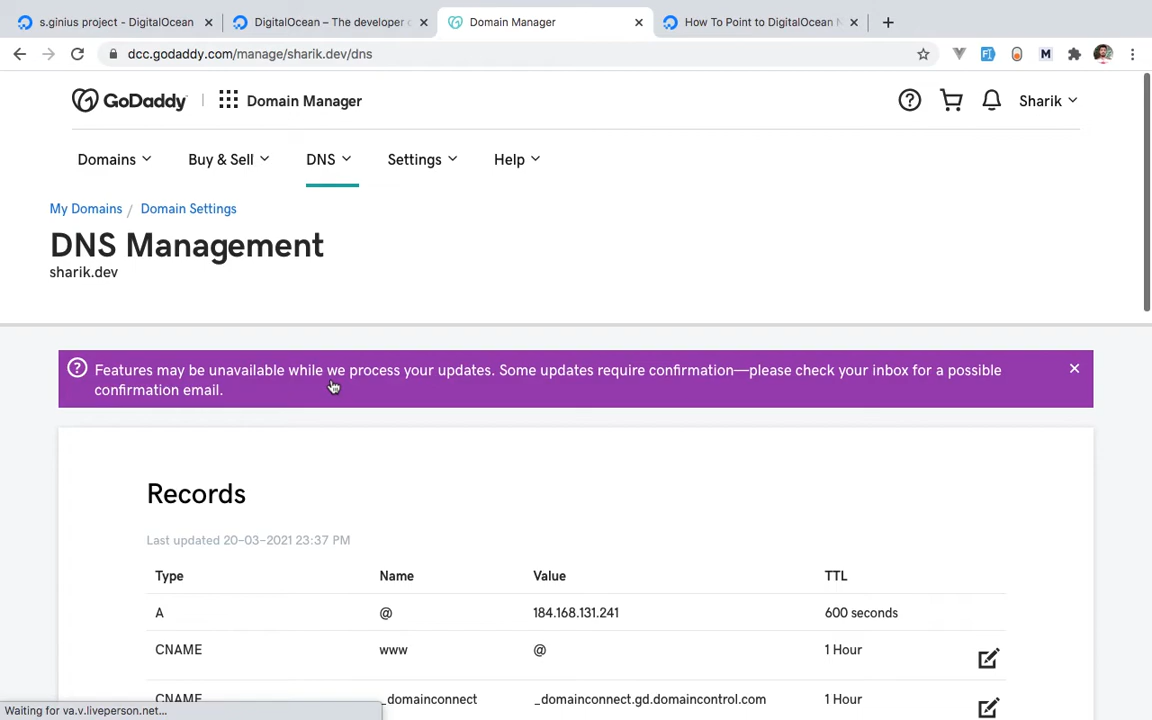 s.ginius project - DigitalOcean
DigitalOcean – The developer c
Domain Manager
How To Point to DigitalOcean N
dcc.godaddy.com/manage/sharik.dev/dns
GoDaddy
Domain Manager
Sharik
Domains
Buy & Sell
DNS
Settings
Help
My Domains / Domain Settings
DNS Management
sharik.dev
Features may be unavailable while we process your updates. Some updates require confirmation—please check your inbox for a possible
confirmation email.
Records
Last updated 20-03-2021 23:37 PM
Type Name Value TTL
A @ 184.168.131.241 600 seconds
CNAME www @ 1 Hour
CNAME _domainconnect _domainconnect.gd.domaincontrol.com 1 Hour
Waiting for va.v.liveperson.net...